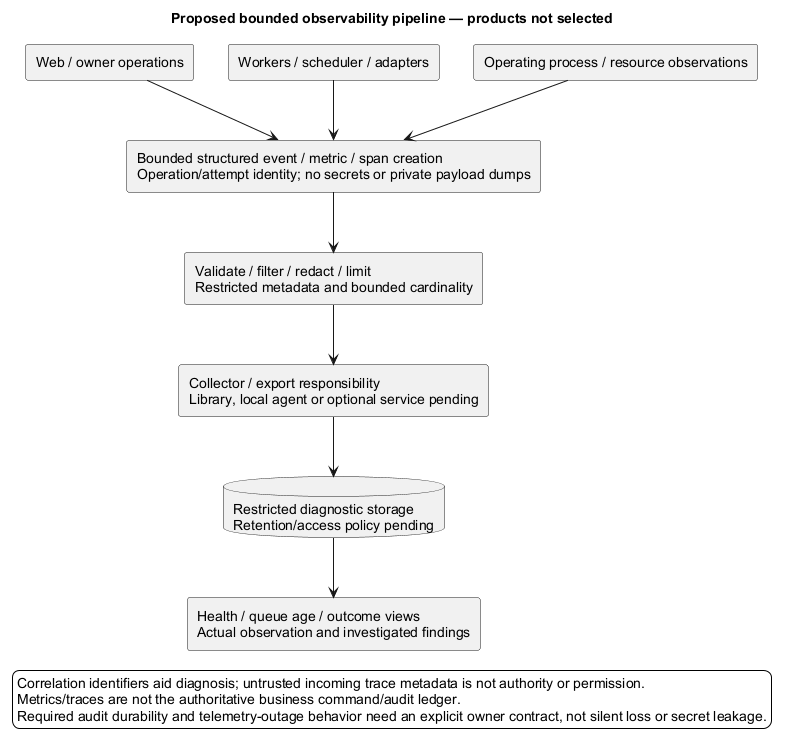 Proposed bounded observability pipeline — products not selected
Web / owner operations
Workers / scheduler / adapters
Operating process / resource observations
Bounded structured event / metric / span creation
Operation/attempt identity; no secrets or private payload dumps
Validate / filter / redact / limit
Restricted metadata and bounded cardinality
Collector / export responsibility
Library, local agent or optional service pending
Restricted diagnostic storage
Retention/access policy pending
Health / queue age / outcome views
Actual observation and investigated findings
Correlation identifiers aid diagnosis; untrusted incoming trace metadata is not authority or permission.
Metrics/traces are not the authoritative business command/audit ledger.
Required audit durability and telemetry-outage behavior need an explicit owner contract, not silent loss or secret leakage.